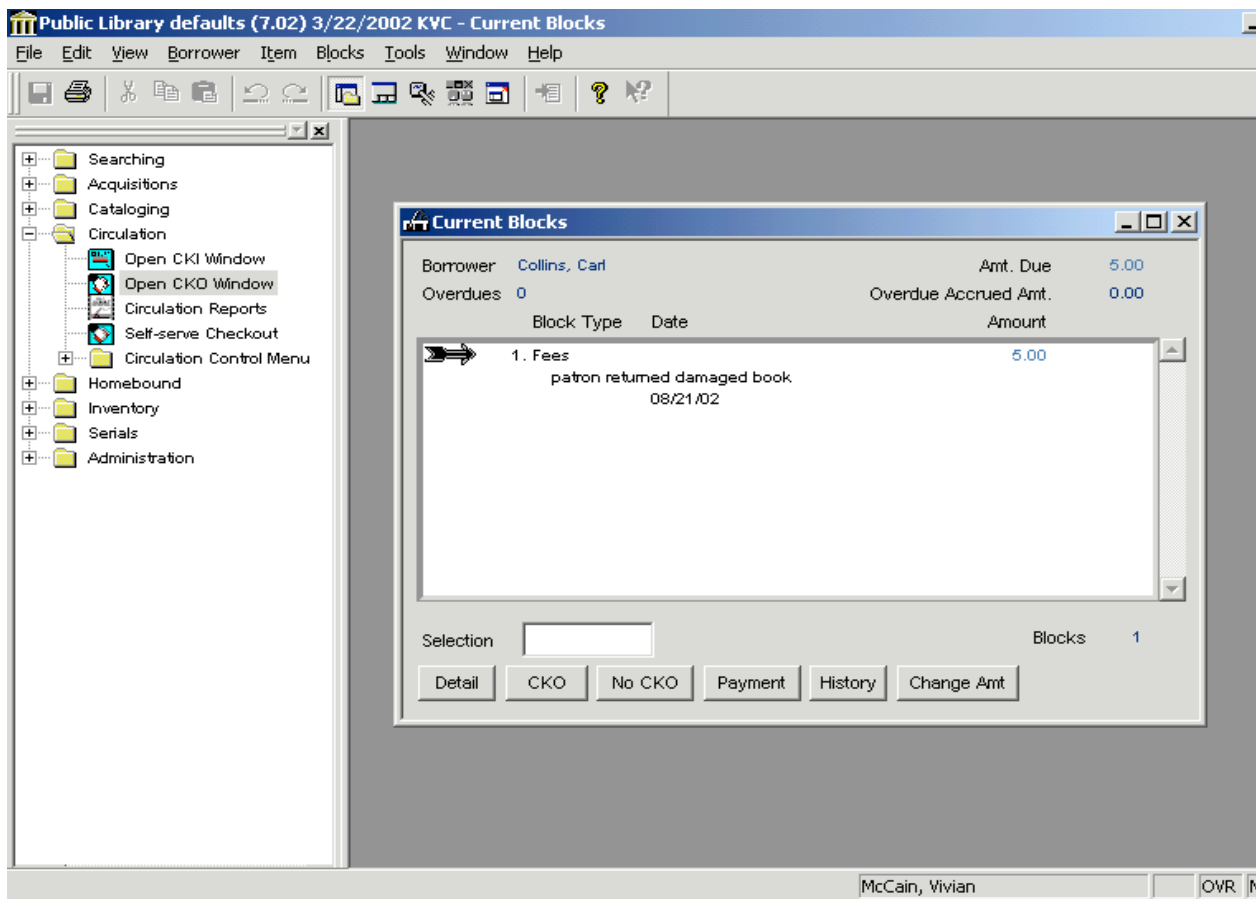 Public Library defaults (7.02) 3/22/2002 KVC - Current Blocks
File Edit View Borrower Item Blocks Tools Window Help
Searching
Acquisitions
Cataloging
Circulation
Open CKI Window
Open CKO Window
Circulation Reports
Self-serve Checkout
Circulation Control Menu
Homebound
Inventory
Serials
Administration
Current Blocks
Borrower Collins, Carl Amt. Due 5.00
Overdues 0 Overdue Accrued Amt. 0.00
Block Type Date Amount
1. Fees 5.00
patron returned damaged book
08/21/02
Selection Blocks 1
Detail CKO No CKO Payment History Change Amt
McCain, Vivian OVR